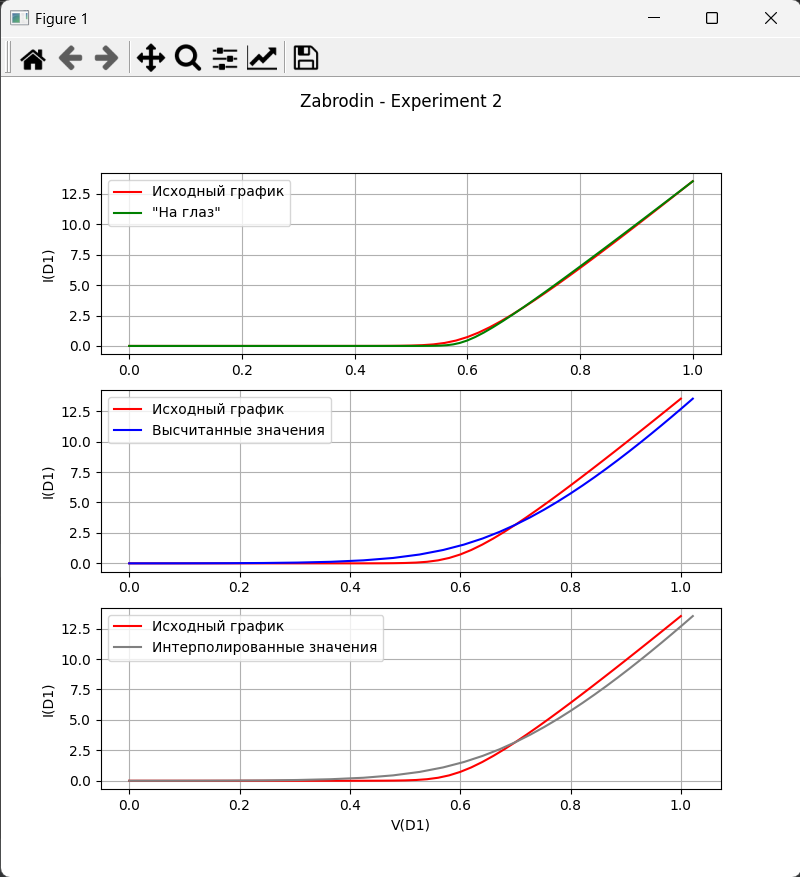 Figure 1
Zabrodin - Experiment 2
Исходный график
"На глаз"
12.5
10.0
7.5
5.0
2.5
0.0
I(D1)
0.0 0.2 0.4 0.6 0.8 1.0
Исходный график
Высчитанные значения
12.5
10.0
7.5
5.0
2.5
0.0
I(D1)
0.0 0.2 0.4 0.6 0.8 1.0
Исходный график
Интерполированные значения
12.5
10.0
7.5
5.0
2.5
0.0
I(D1)
0.0 0.2 0.4 0.6 0.8 1.0
V(D1)